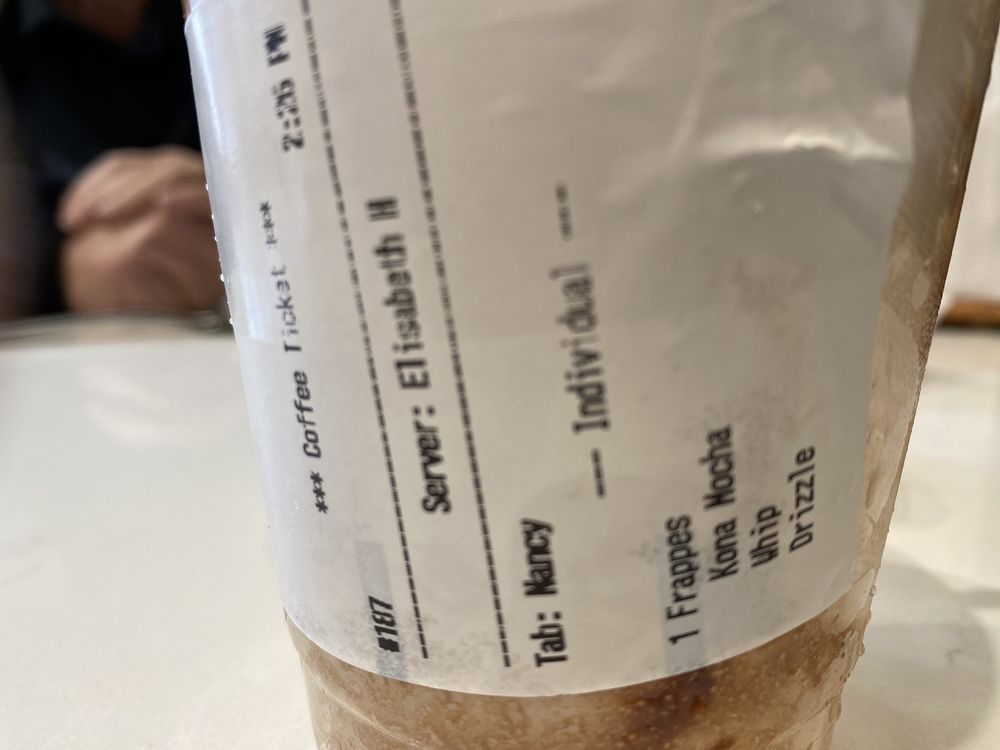 *** Coffee Ticket ***
#187 2:26 PM
--------------------------------
Server: Elisabeth H
--------------------------------
Tab: Nancy
--- Individual ---
1 Frappes
Kona Mocha
Whip
Drizzle